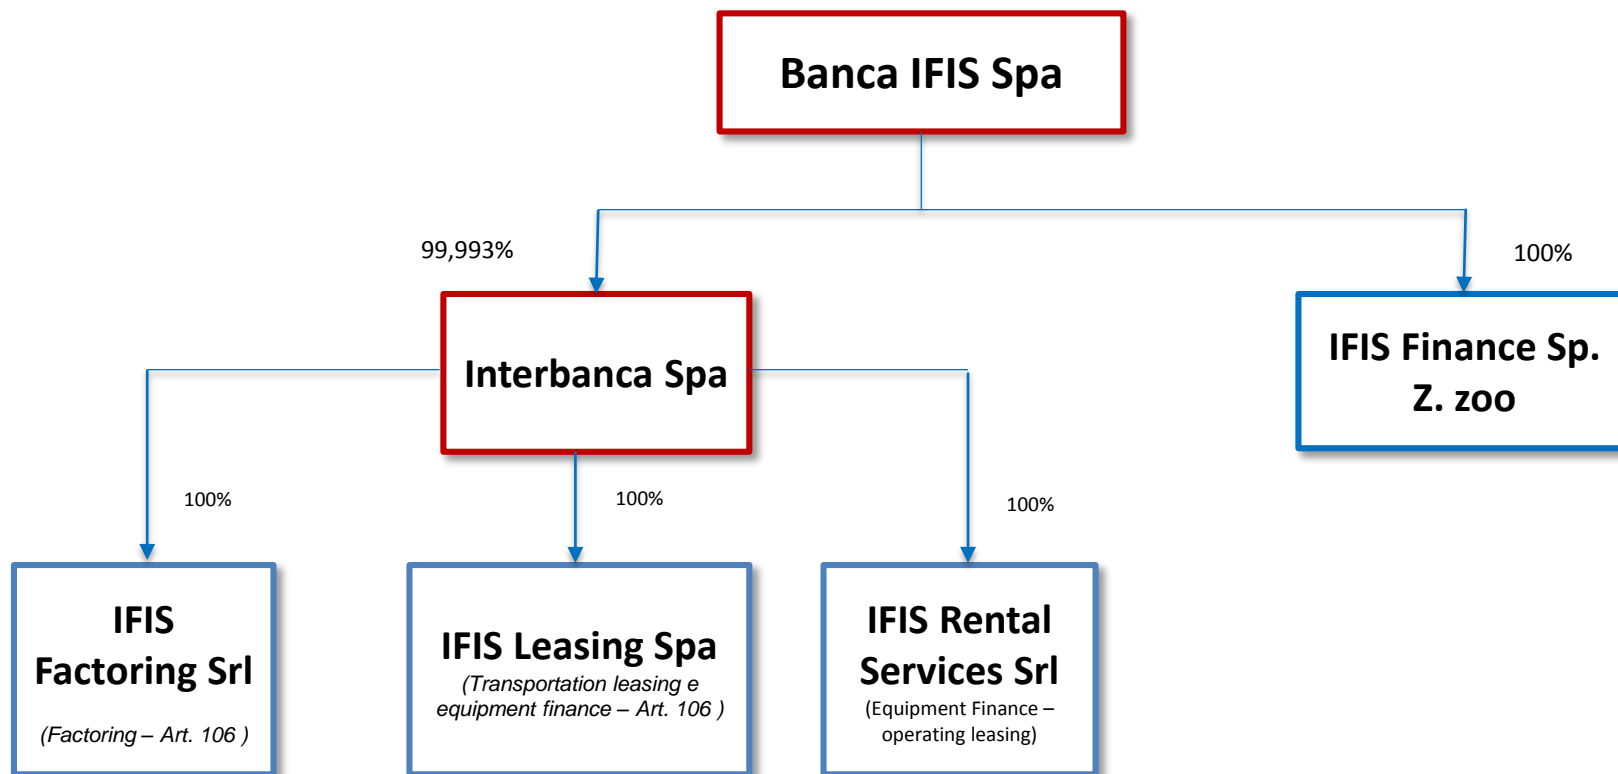 Banca IFIS Spa
99,993%
100%
Interbanca Spa
IFIS Finance Sp.
Z. zoo
100%
100%
100%
IFIS
Factoring Srl
(Factoring – Art. 106 )
IFIS Leasing Spa
(Transportation leasing e
equipment finance – Art. 106 )
IFIS Rental
Services Srl
(Equipment Finance –
operating leasing)